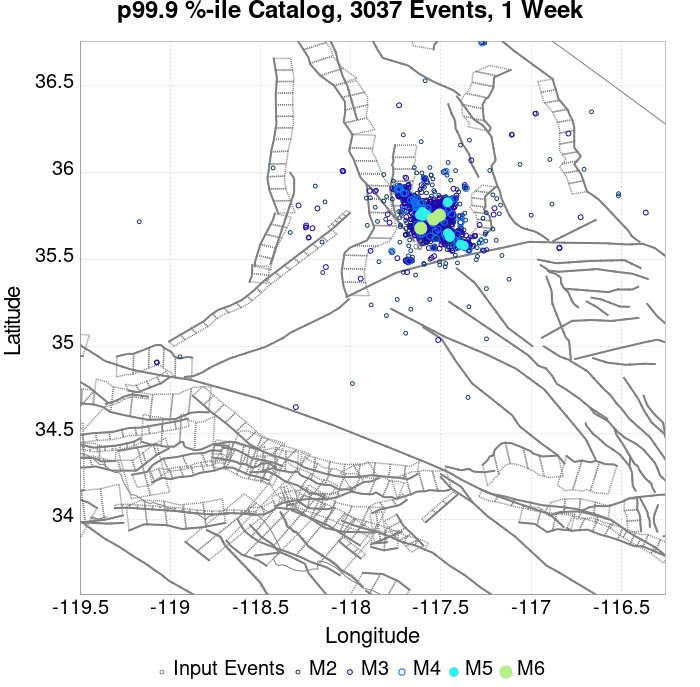 p99.9 %-ile Catalog, 3037 Events, 1 Week
36.5
36
35.5
35
34.5
34
Latitude
-119.5 -119 -118.5 -118 -117.5 -117 -116.5
Longitude
Input Events M2 M3 M4 M5 M6